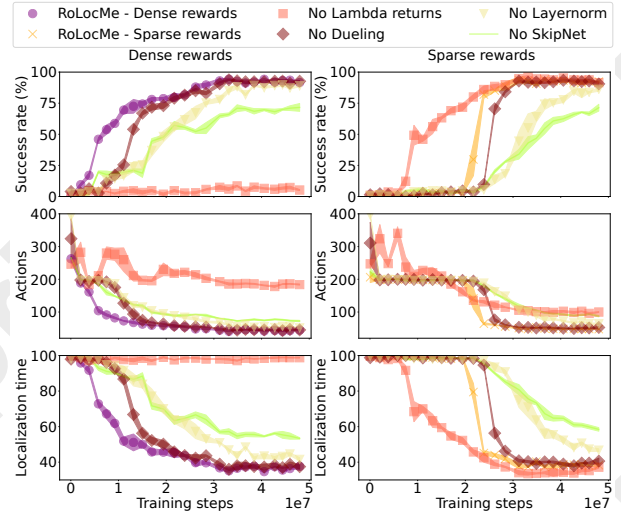 RoLocMe - Dense rewards
No Lambda returns
No Layernorm
RoLocMe - Sparse rewards
No Dueling
No SkipNet
Dense rewards
Sparse rewards
Success rate (%)
100
75
50
25
0
Success rate (%)
100
75
50
25
0
Actions
400
300
200
100
Actions
400
300
200
100
Localization time
100
80
60
40
Localization time
100
80
60
40
0 1 2 3 4 5
1e7
Training steps
0 1 2 3 4 5
1e7
Training steps